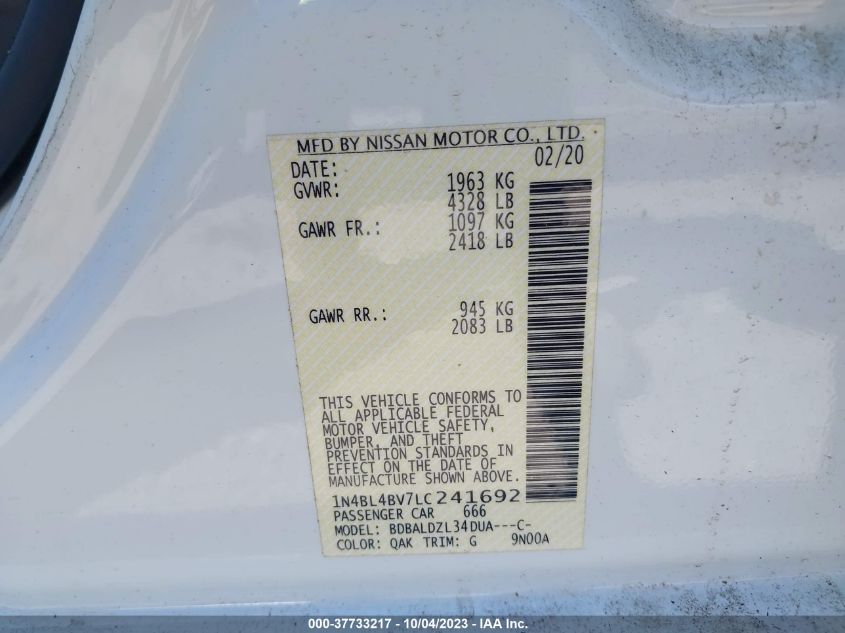 MFD BY NISSAN MOTOR CO., LTD.
DATE: 02/20
GVWR: 1963 KG
4328 LB
GAWR FR.: 1097 KG
2418 LB
GAWR RR.: 945 KG
2083 LB
THIS VEHICLE CONFORMS TO
ALL APPLICABLE FEDERAL
MOTOR VEHICLE SAFETY,
BUMPER, AND THEFT
PREVENTION STANDARDS IN
EFFECT ON THE DATE OF
MANUFACTURE SHOWN ABOVE.
1N4BL4BV7LC241692
PASSENGER CAR 666
MODEL: BDBALDZL34DUA---C-
COLOR: QAK TRIM: G 9N00A
000-37733217 - 10/04/2023 - IAA Inc.